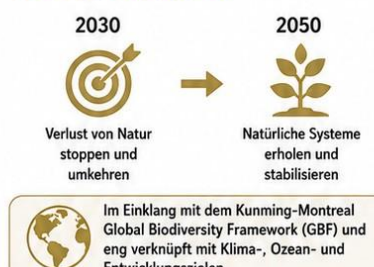 2030
2050
Verlust von Natur
stoppen und
umkehren
Natürliche Systeme
erholen und
stabilisieren
Im Einklang mit dem Kunming-Montreal
Global Biodiversity Framework (GBF) und
eng verknüpft mit Klima-, Ozean- und
Entwicklungszielen